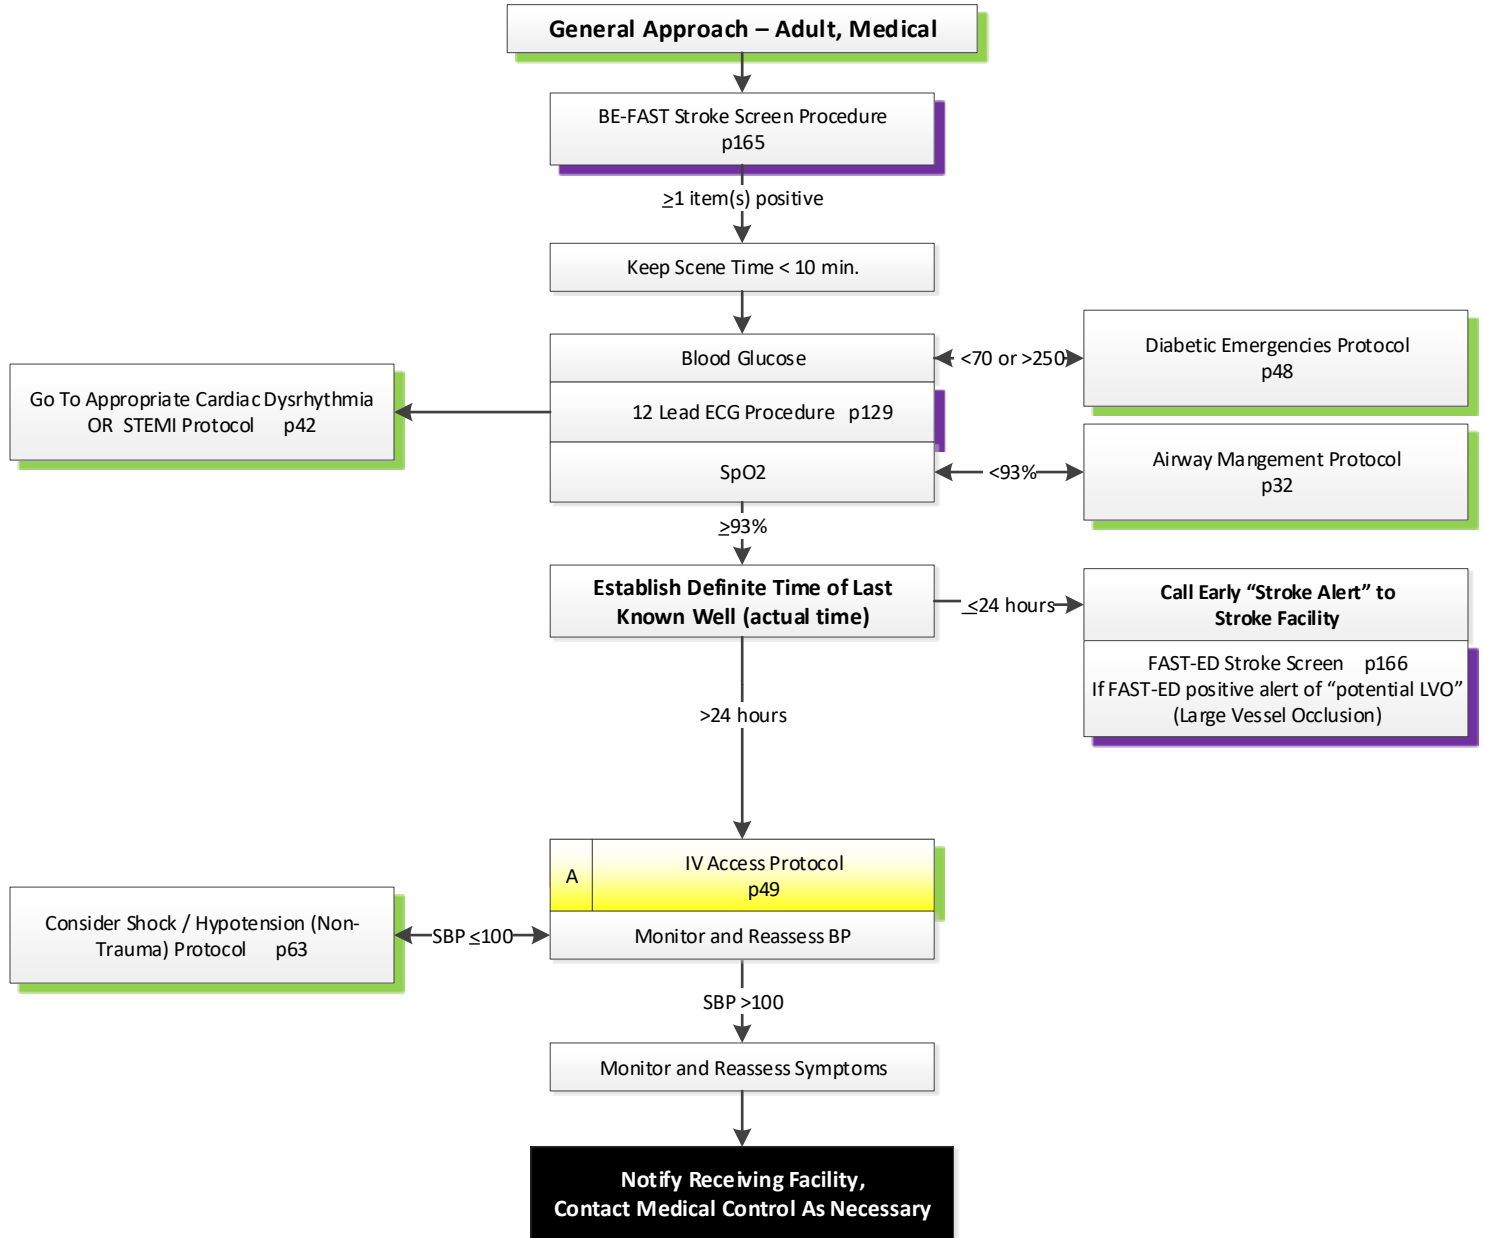 General Approach – Adult, Medical
BE-FAST Stroke Screen Procedure
p165
≥1 item(s) positive
Keep Scene Time < 10 min.
Blood Glucose
<70 or >250
Diabetic Emergencies Protocol
p48
Go To Appropriate Cardiac Dysrhythmia
OR STEMI Protocol p42
12 Lead ECG Procedure p129
SpO2
<93%
Airway Mangement Protocol
p32
≥93%
Establish Definite Time of Last
Known Well (actual time)
≤24 hours
Call Early “Stroke Alert” to
Stroke Facility
FAST-ED Stroke Screen p166
If FAST-ED positive alert of “potential LVO”
(Large Vessel Occlusion)
>24 hours
A
IV Access Protocol
p49
Consider Shock / Hypotension (Non-
Trauma) Protocol p63
SBP ≤100
Monitor and Reassess BP
SBP >100
Monitor and Reassess Symptoms
Notify Receiving Facility,
Contact Medical Control As Necessary